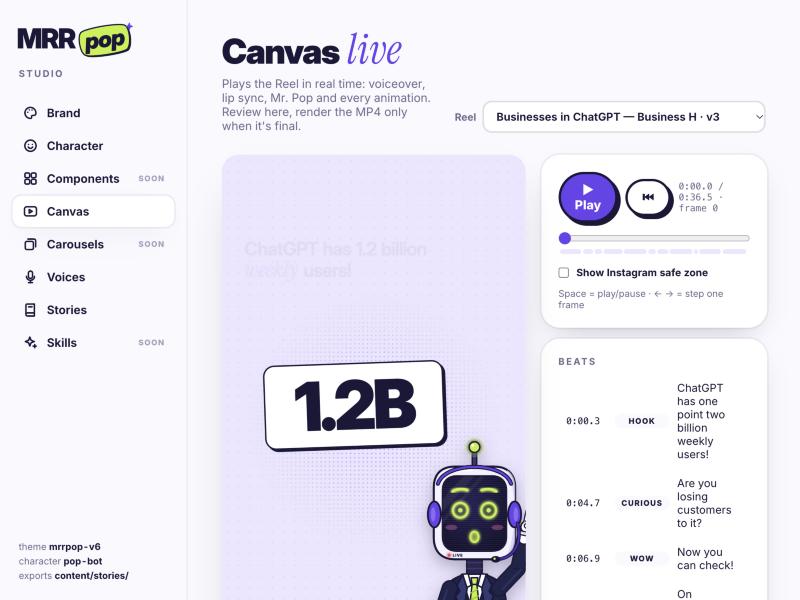 MRR pop
STUDIO
Brand
Character
Components SOON
Canvas
Carousels SOON
Voices
Stories
Skills SOON
theme mrrpop-v6
character pop-bot
exports content/stories/
Canvas live
Plays the Reel in real time: voiceover,
lip sync, Mr. Pop and every animation.
Review here, render the MP4 only
when it's final.
Reel
Businesses in ChatGPT — Business H · v3
ChatGPT has 1.2 billion
weekly users!
1.2B
LIVE
Play
0:00.0 /
0:36.5 ·
frame 0
Show Instagram safe zone
Space = play/pause · ← → = step one
frame
BEATS
0:00.3 HOOK
ChatGPT
has one
point two
billion
weekly
users!
0:04.7 CURIOUS
Are you
losing
customers
to it?
0:06.9 WOW
Now you
can check!
On